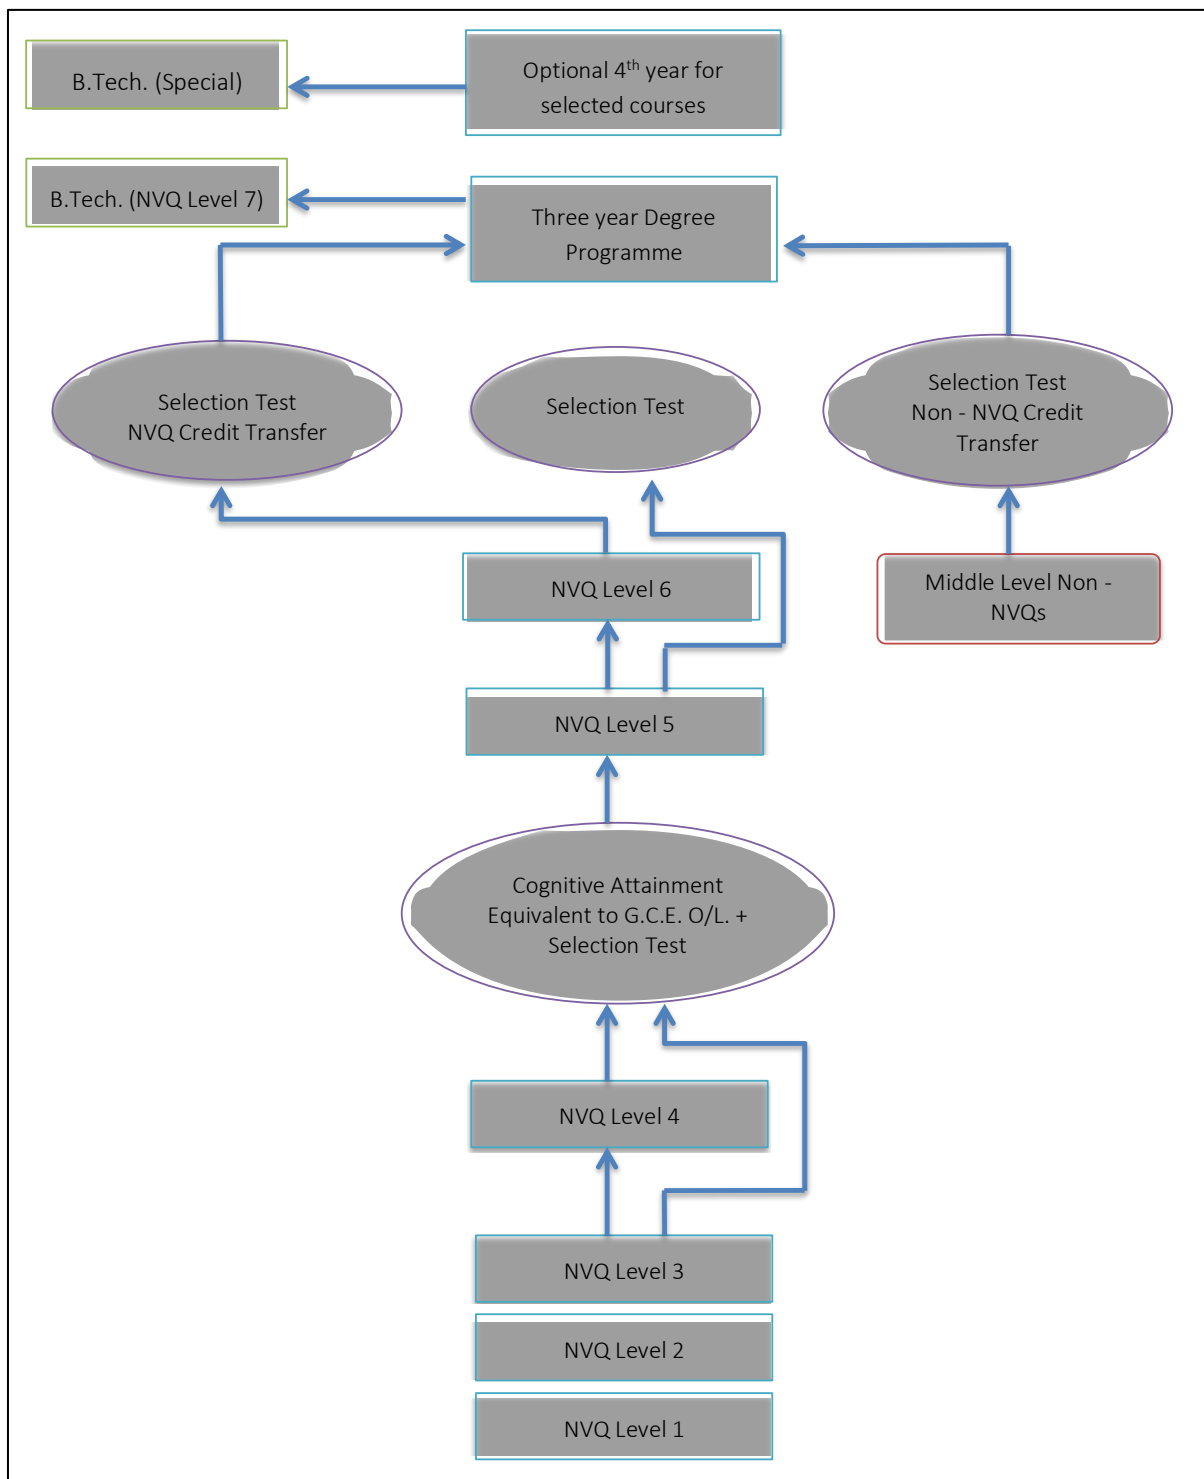 B.Tech. (Special)
Optional 4th year for
selected courses
B.Tech. (NVQ Level 7)
Three year Degree
Programme
Selection Test
NVQ Credit Transfer
Selection Test
Selection Test
Non - NVQ Credit
Transfer
NVQ Level 6
Middle Level Non -
NVQs
NVQ Level 5
Cognitive Attainment
Equivalent to G.C.E. O/L. +
Selection Test
NVQ Level 4
NVQ Level 3
NVQ Level 2
NVQ Level 1